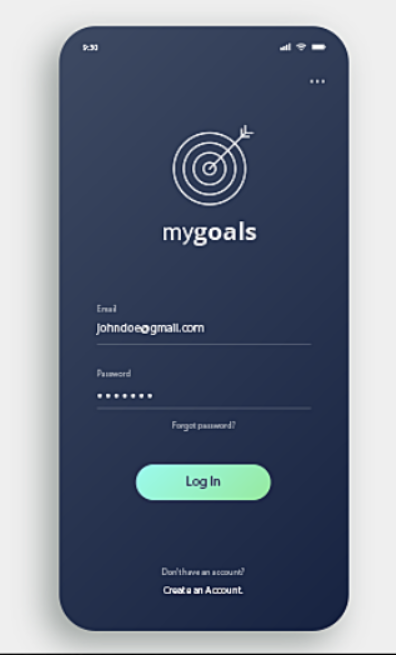 9:30
mygoals
Email
johndoe@gmail.com
Password
Forgot password?
Log In
Don't have an account?
Create an Account.